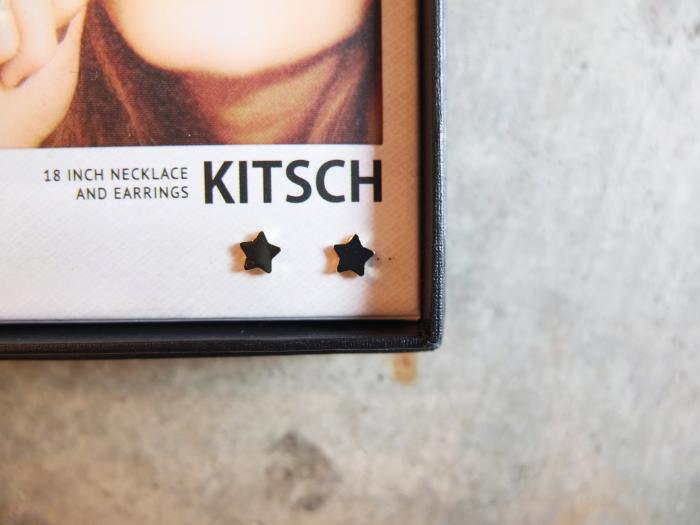 18 INCH NECKLACE
AND EARRINGS
KITSCH